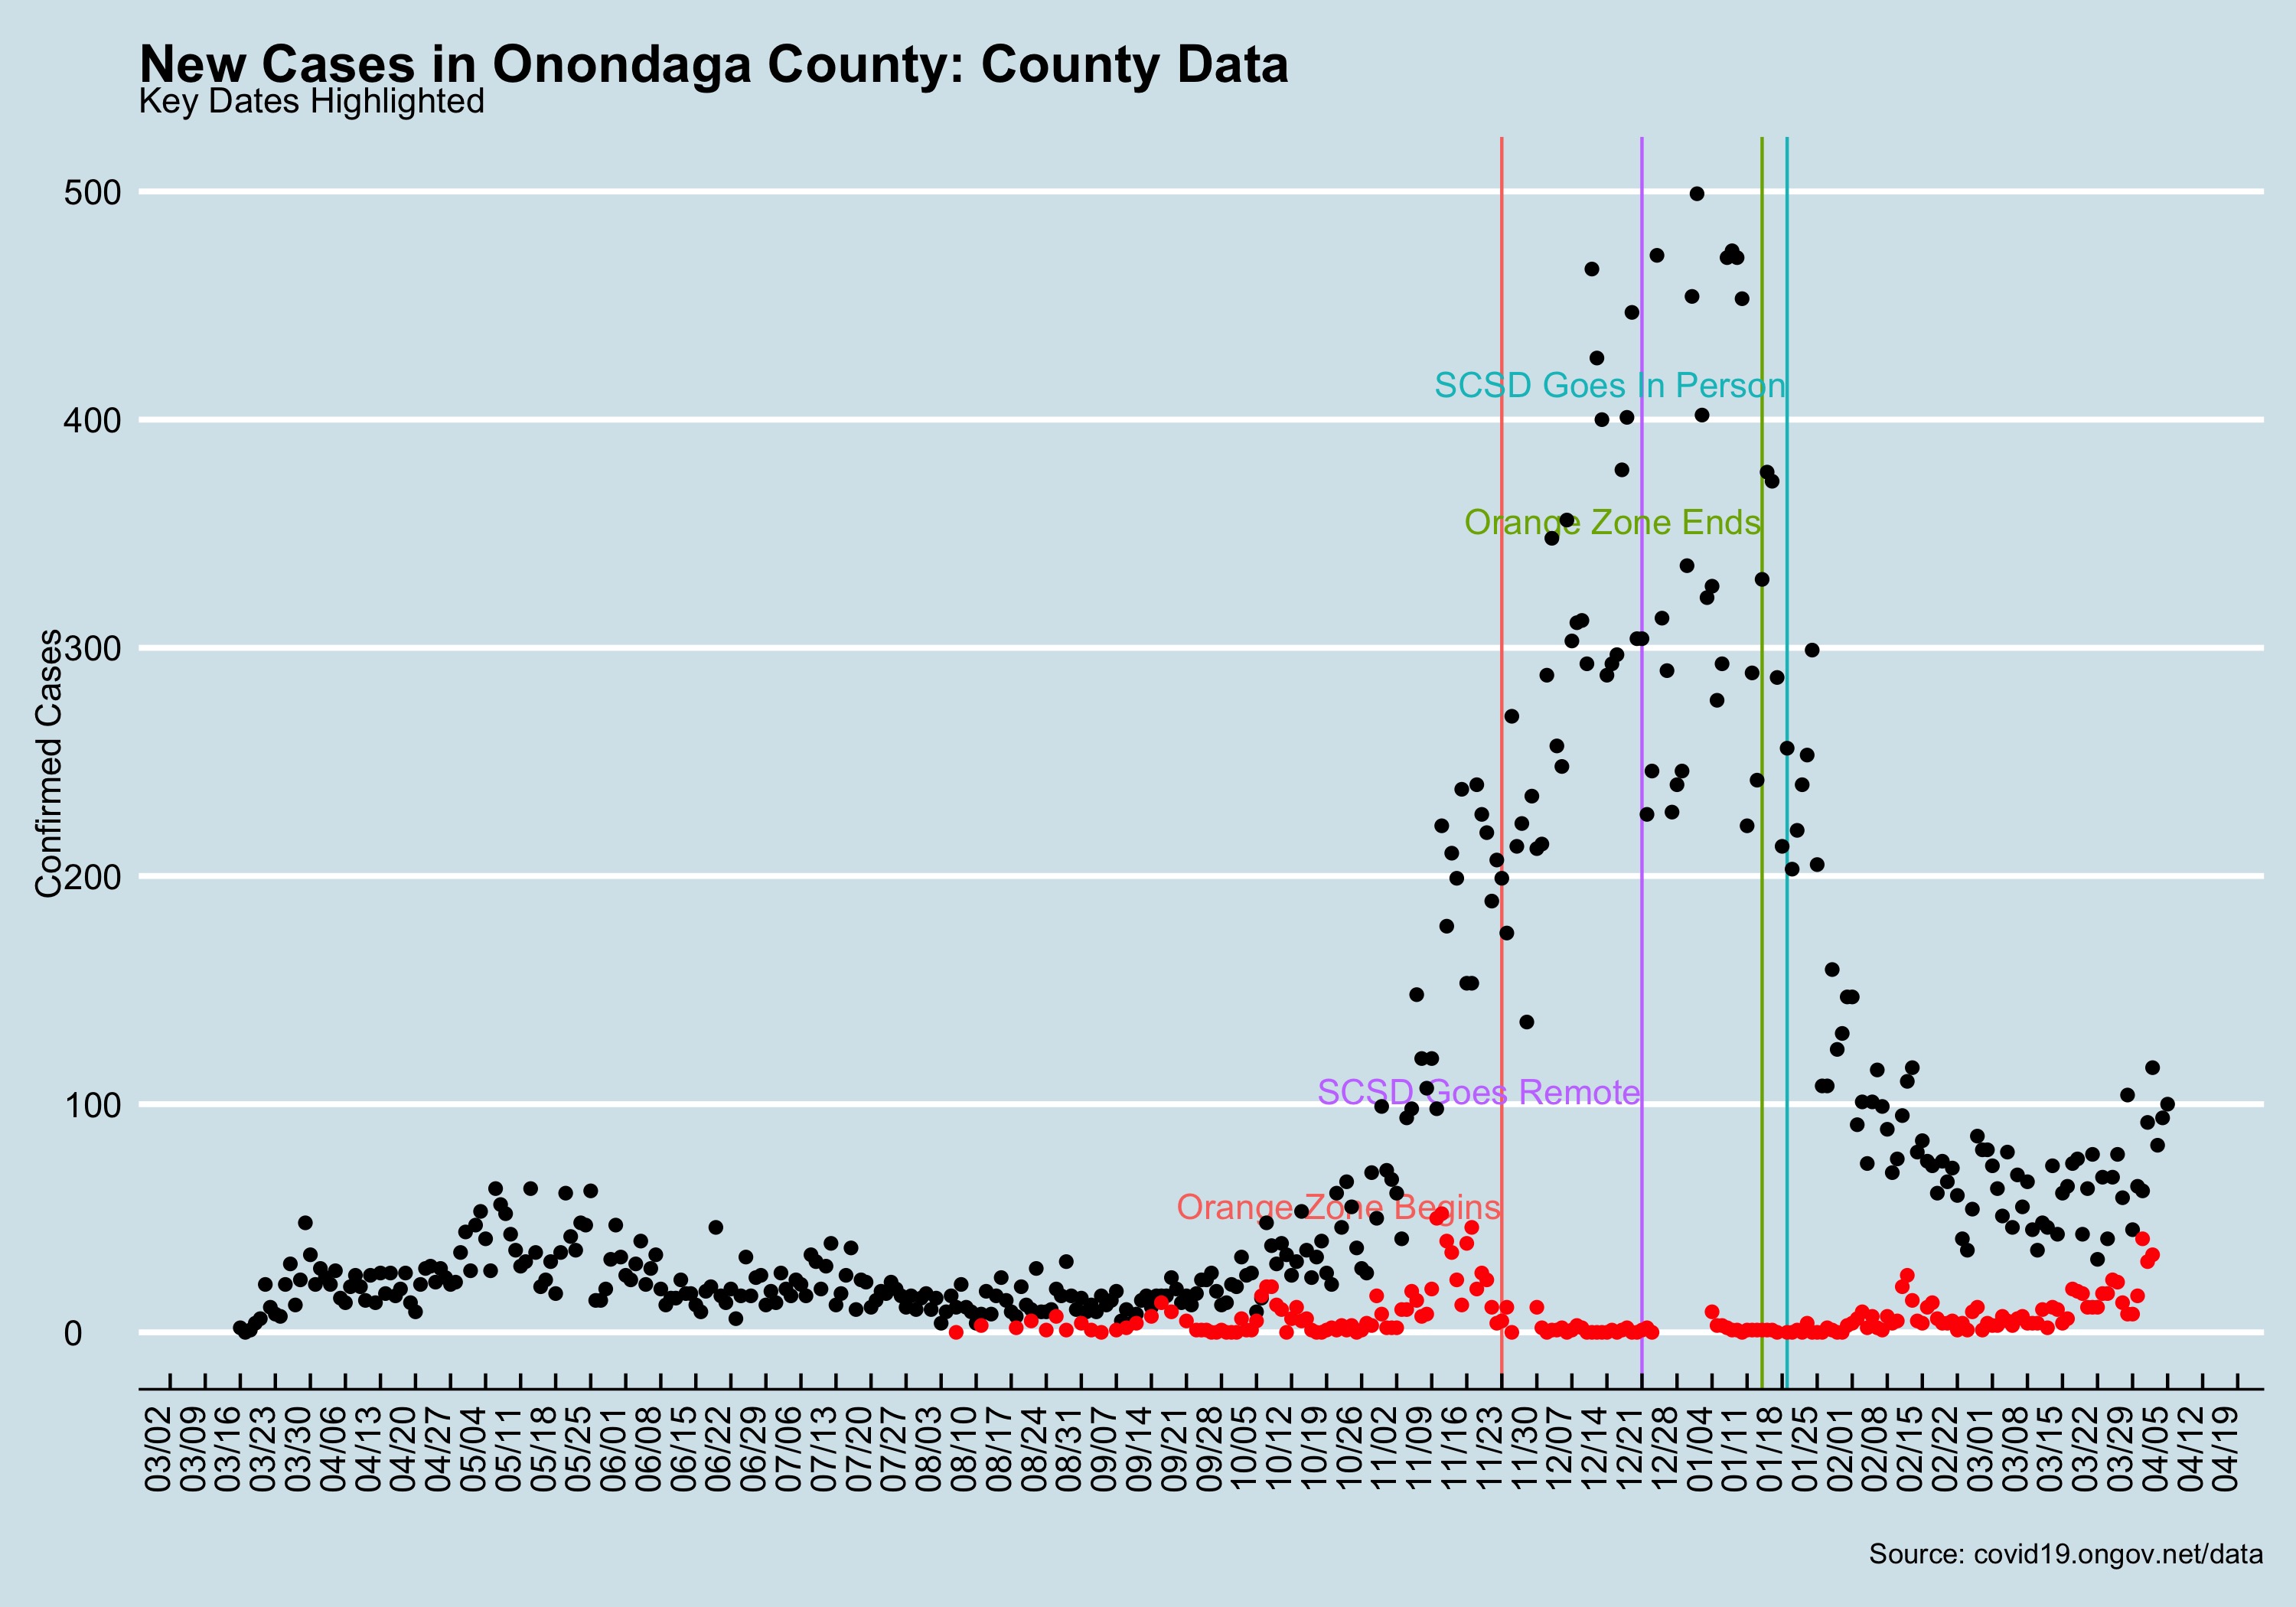 New Cases in Onondaga County: County Data
Key Dates Highlighted
500
SCSD Goes In Person
400
Orange Zone Ends
300
Confirmed Cases
200
SCSD Goes Remote
100
Orange Zone Begins
0
03/02 03/09 03/16 03/23 03/30 04/06 04/13 04/20 04/27 05/04 05/11 05/18 05/25 06/01 06/08 06/15 06/22 06/29 07/06 07/13 07/20 07/27 08/03 08/10 08/17 08/24 08/31 09/07 09/14 09/21 09/28 10/05 10/12 10/19 10/26 11/02 11/09 11/16 11/23 11/30 12/07 12/14 12/21 12/28 01/04 01/11 01/18 01/25 02/01 02/08 02/15 02/22 03/01 03/08 03/15 03/22 03/29 04/05 04/12 04/19
Source: covid19.ongov.net/data